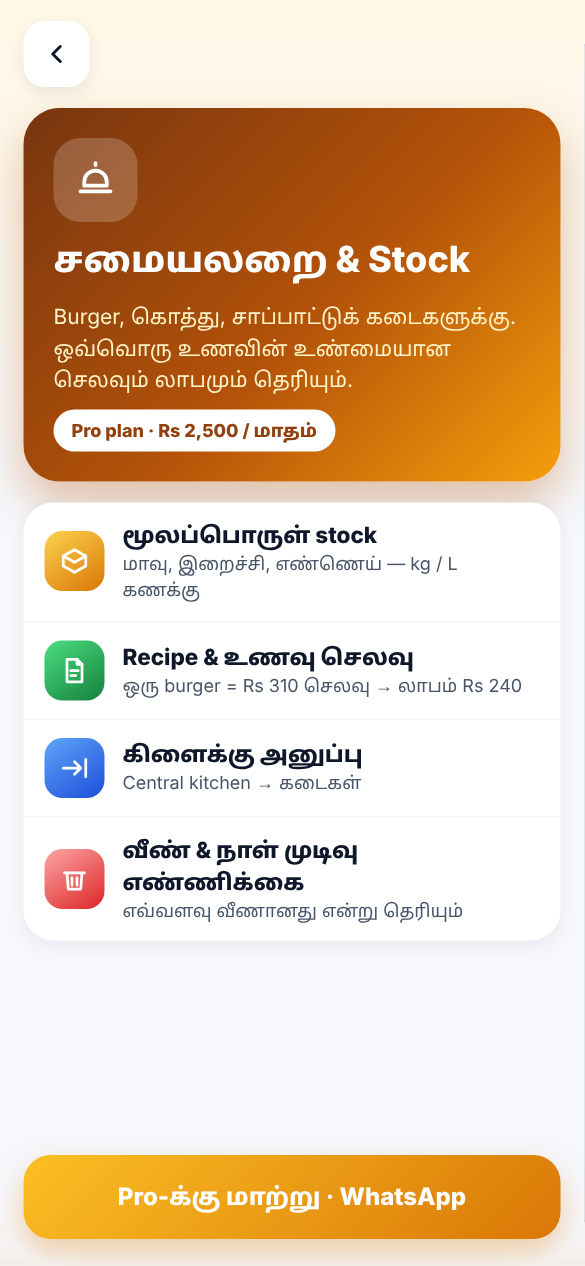 சமையலறை & Stock
Burger, கொத்து, சாப்பாட்டுக் கடைகளுக்கு.
ஒவ்வொரு உணவின் உண்மையான
செலவும் லாபமும் தெரியும்.
Pro plan · Rs 2,500 / மாதம்
மூலப்பொருள் stock
மாவு, இறைச்சி, எண்ணெய் — kg / L
கணக்கு
Recipe & உணவு செலவு
ஒரு burger = Rs 310 செலவு → லாபம் Rs 240
கிளைக்கு அனுப்பு
Central kitchen → கடைகள்
வீண் & நாள் முடிவு
எண்ணிக்கை
எவ்வளவு வீணானது என்று தெரியும்
Pro-க்கு மாற்று · WhatsApp